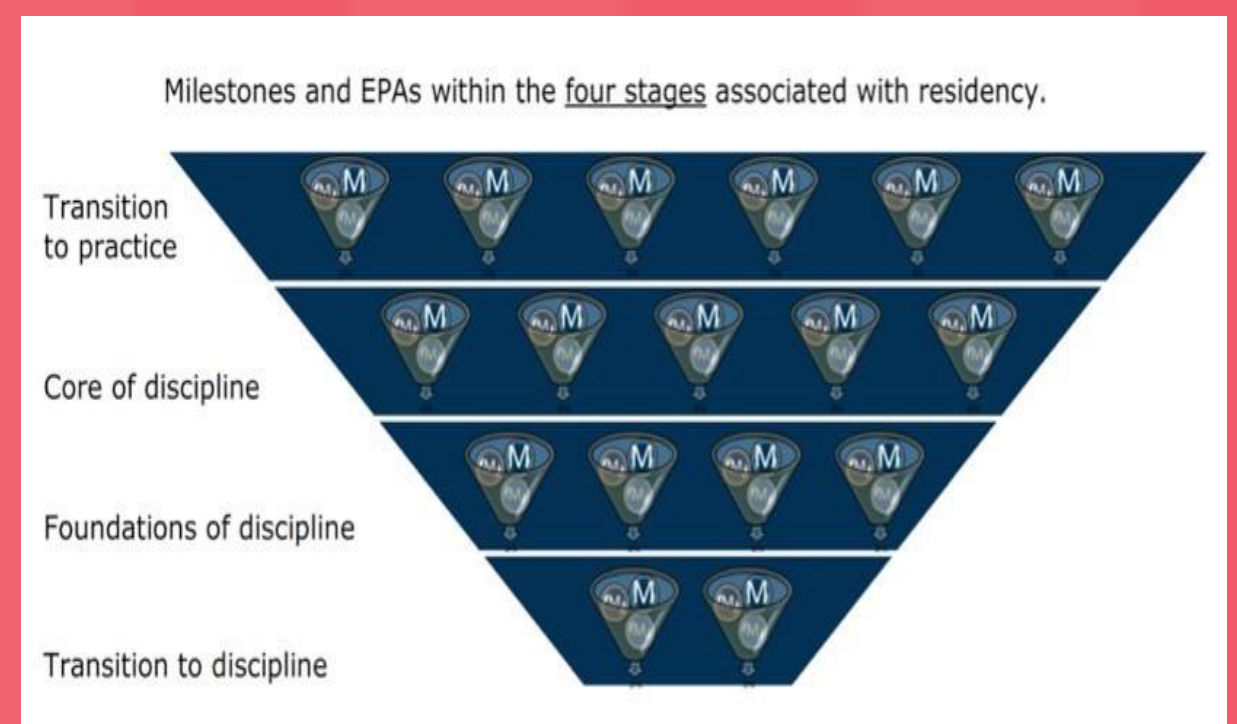 Milestones and EPAs within the four stages associated with residency.
Transition
to practice
M M M M M M
M M M M M M
Core of discipline
M M M M M
M M M M M
Foundations of discipline
M M M M
M M M M
Transition to discipline
M M
M M